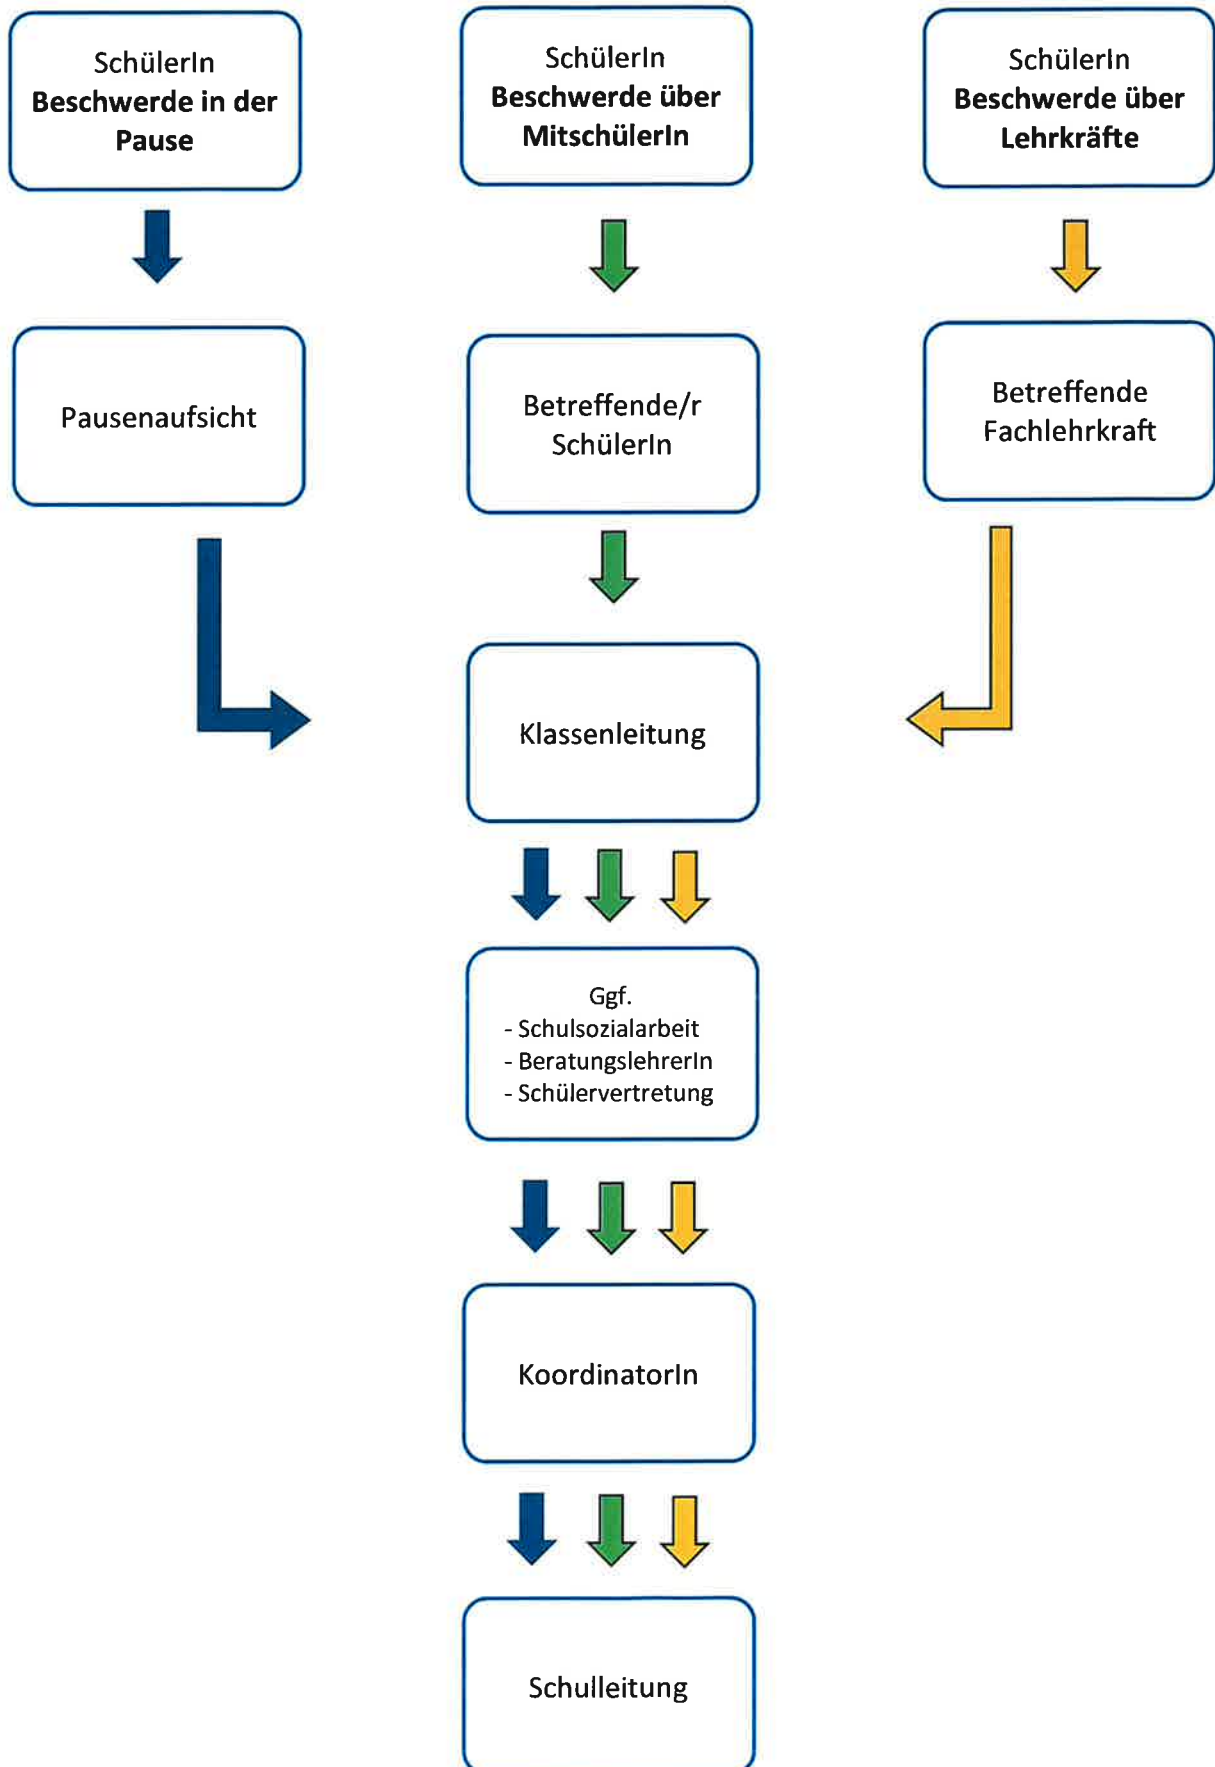 SchülerIn
Beschwerde in der
Pause
SchülerIn
Beschwerde über
MitschülerIn
SchülerIn
Beschwerde über
Lehrkräfte
Pausenaufsicht
Betreffende/r
SchülerIn
Betreffende
Fachlehrkraft
Klassenleitung
Ggf.
- Schulsozialarbeit
- BeratungslehrerIn
- Schülervertretung
KoordinatorIn
Schulleitung